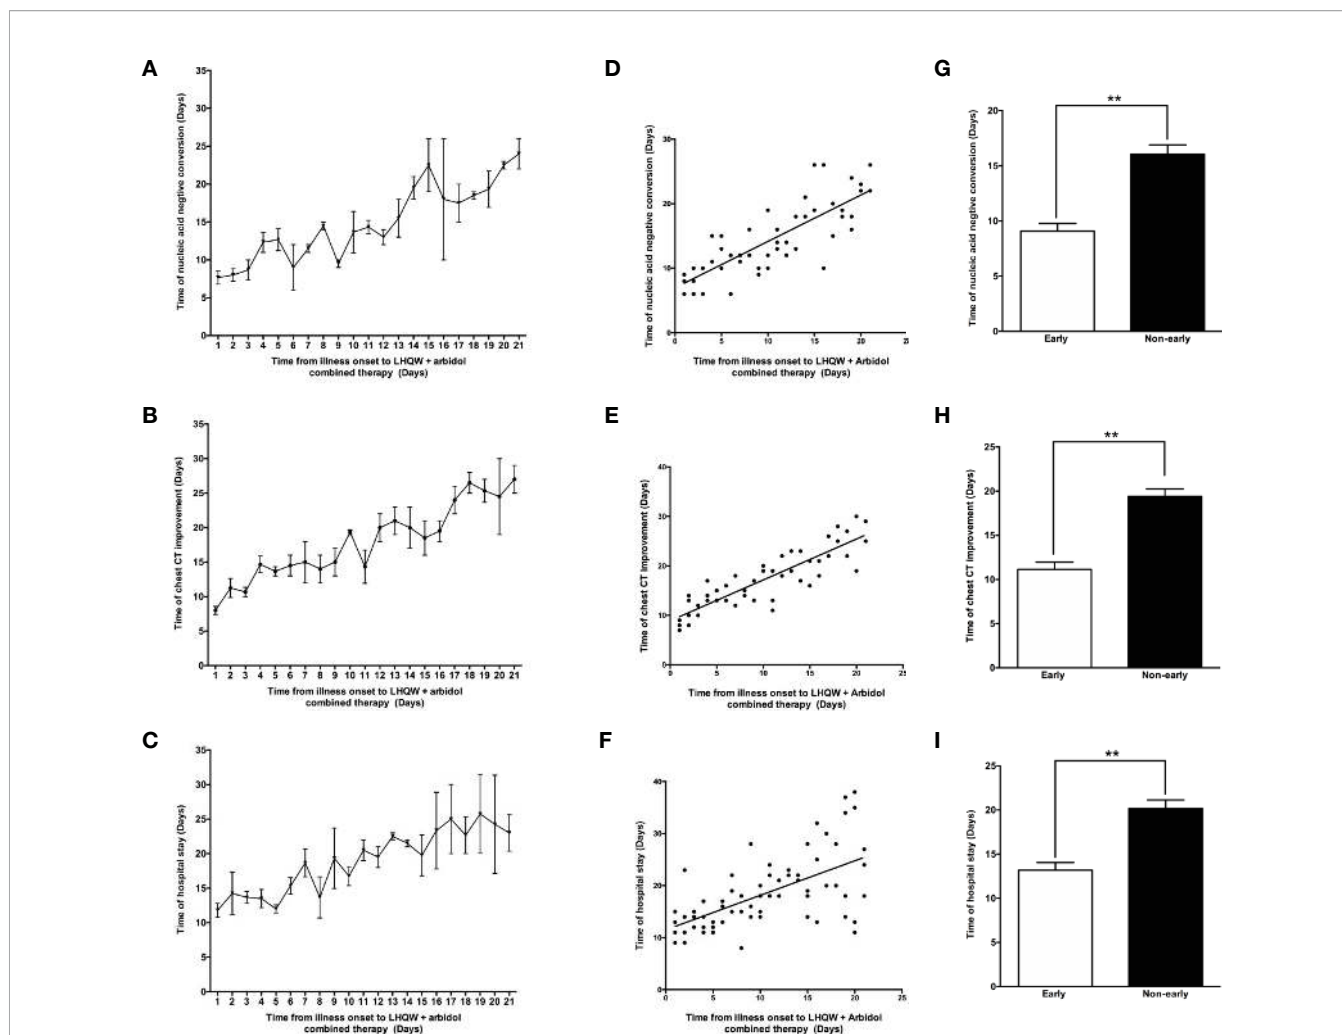 A
Time of nucleic acid negtive conversion (Days)
35
30
25
20
15
10
5
0
1 2 3 4 5 6 7 8 9 10 11 12 13 14 15 16 17 18 19 20 21
Time from illness onset to LHQW + arbidol
combined therapy (Days)
D
Time of nucleic acid negative conversion (Days)
30
20
10
0
0 5 10 15 20 25
Time from illness onset to LHQW + Arbidol
combined therapy (Days)
G
Time of nucleic acid negtive conversion (Days)
20
15
10
5
0
**
Early Non-early
B
Time of chest CT improvement (Days)
35
30
25
20
15
10
5
0
1 2 3 4 5 6 7 8 9 10 11 12 13 14 15 16 17 18 19 20 21
Time from illness onset to LHQW + arbidol
combined therapy (Days)
E
Time of chest CT improvement (Days)
40
30
20
10
0
0 5 10 15 20 25
Time from illness onset to LHQW + Arbidol
combined therapy (Days)
H
Time of chest CT improvement (Days)
25
20
15
10
5
0
**
Early Non-early
C
Time of hospital stay (Days)
35
30
25
20
15
10
5
0
1 2 3 4 5 6 7 8 9 10 11 12 13 14 15 16 17 18 19 20 21
Time from illness onset to LHQW + arbidol
combined therapy (Days)
F
Time of hospital stay (Days)
40
30
20
10
0
0 5 10 15 20 25
Time from illness onset to LHQW + Arbidol
combined therapy (Days)
I
Time of hospital stay (Days)
25
20
15
10
5
0
**
Early Non-early